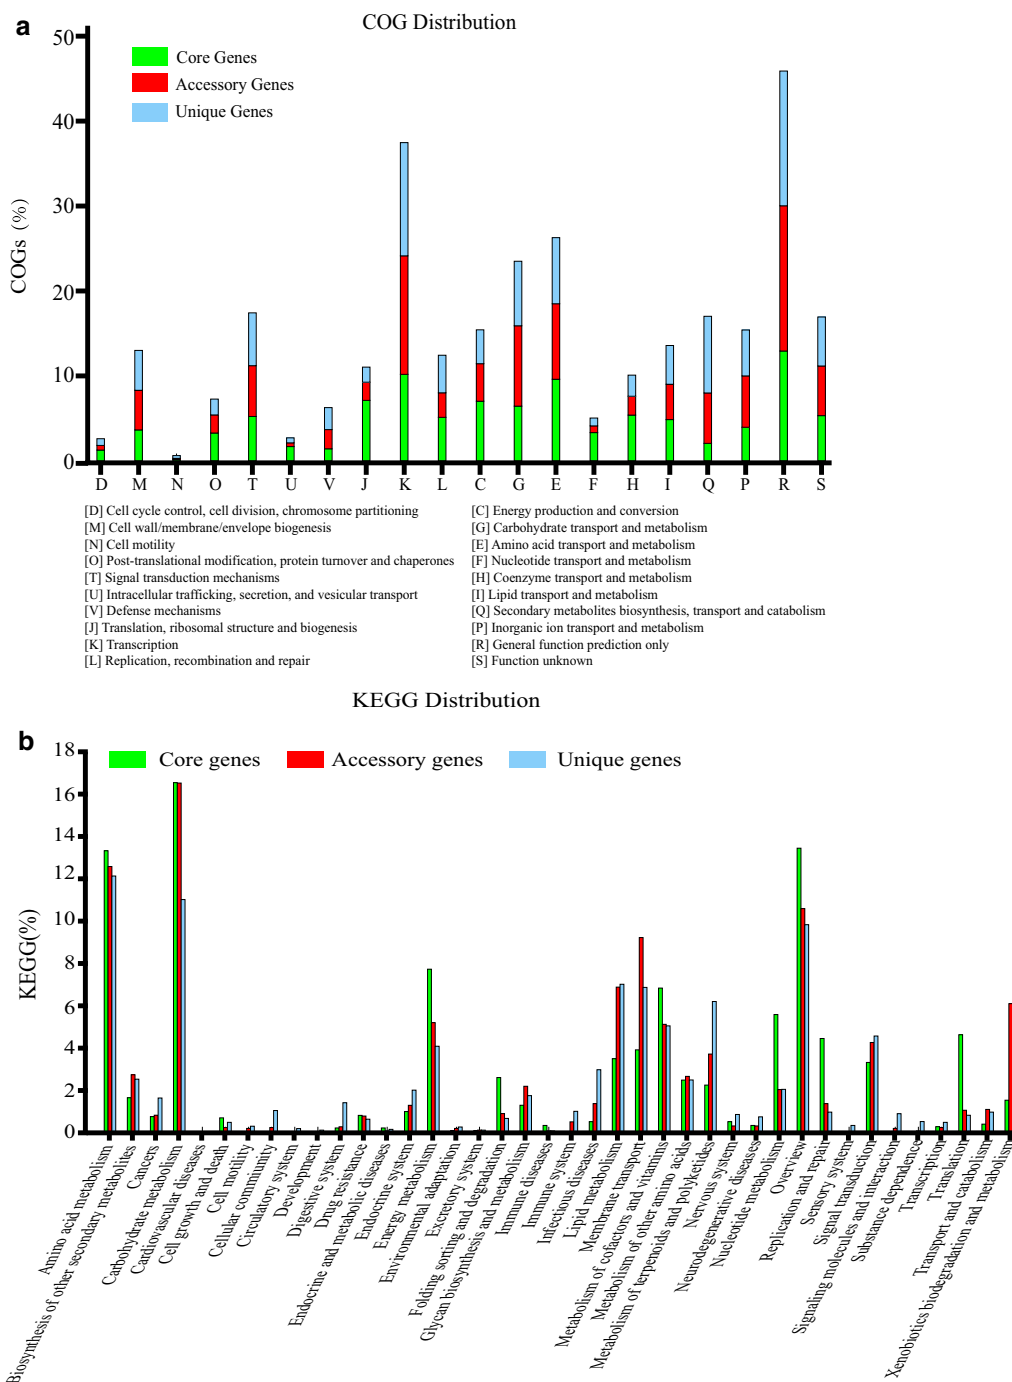 a
COG Distribution
50
40
30
20
10
0
COGs (%)
Core Genes
Accessory Genes
Unique Genes
D M N O T U V J K L C G E F H I Q P R S
[D] Cell cycle control, cell division, chromosome partitioning
[M] Cell wall/membrane/envelope biogenesis
[N] Cell motility
[O] Post-translational modification, protein turnover and chaperones
[T] Signal transduction mechanisms
[U] Intracellular trafficking, secretion, and vesicular transport
[V] Defense mechanisms
[J] Translation, ribosomal structure and biogenesis
[K] Transcription
[L] Replication, recombination and repair
[C] Energy production and conversion
[G] Carbohydrate transport and metabolism
[E] Amino acid transport and metabolism
[F] Nucleotide transport and metabolism
[H] Coenzyme transport and metabolism
[I] Lipid transport and metabolism
[Q] Secondary metabolites biosynthesis, transport and catabolism
[P] Inorganic ion transport and metabolism
[R] General function prediction only
[S] Function unknown
KEGG Distribution
b
18
16
14
12
10
8
6
4
2
0
KEGG(%)
Core genes
Accessory genes
Unique genes
Amino acid metabolism
Biosynthesis of other secondary metabolites
Cancers
Carbohydrate metabolism
Cardiovascular diseases
Cell growth and death
Cell motility
Cellular community
Circulatory system
Development
Digestive system
Drug resistance
Endocrine and metabolic diseases
Endocrine system
Energy metabolism
Environmental adaptation
Excretory system
Folding sorting and degradation
Glycan biosynthesis and metabolism
Immune diseases
Immune system
Infectious diseases
Lipid metabolism
Membrane transport
Metabolism of cofactors and vitamins
Metabolism of other amino acids
Metabolism of terpenoids and polyketides
Nervous system
Neurodegenerative diseases
Nucleotide metabolism
Overview
Replication and repair
Sensory system
Signal transduction
Signaling molecules and interaction
Substance dependence
Transcription
Translation
Transport and catabolism
Xenobiotics biodegradation and metabolism